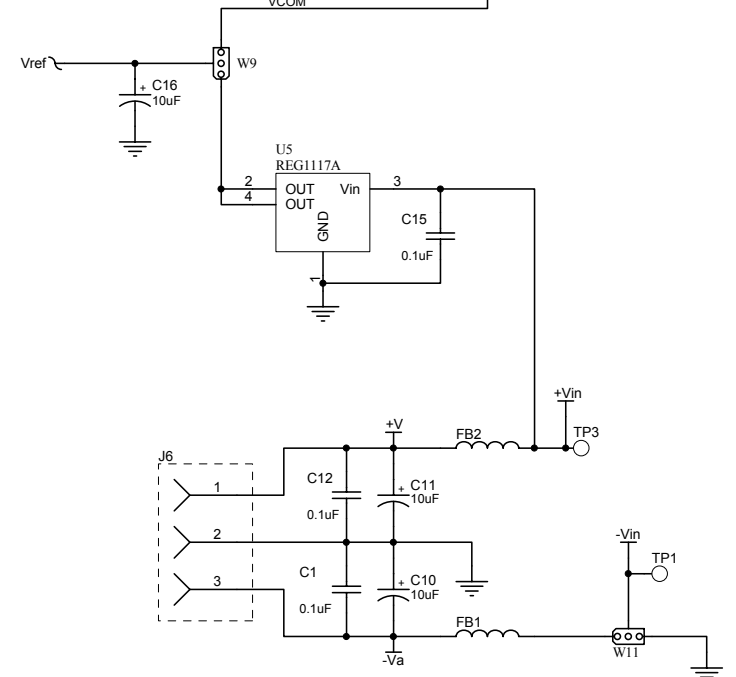 VCOM
Vref
W9
+ C16
10uF
U5
REG1117A
2
OUT
Vin
3
4
OUT
GND
1
C15
0.1uF
+Vin
TP3
+V
FB2
J6
1
C12
0.1uF
+ C11
10uF
2
-Vin
TP1
3
C1
0.1uF
+ C10
10uF
FB1
W11
-Va